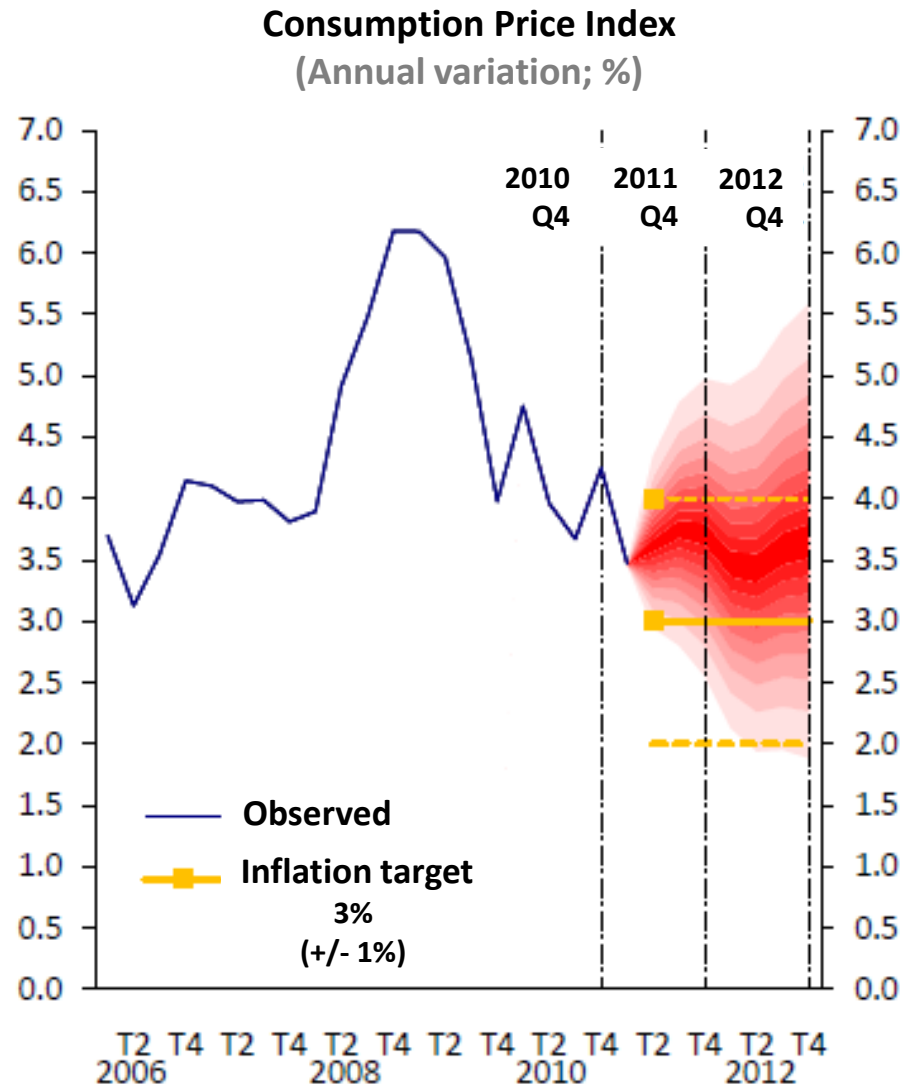 Consumption Price Index
(Annual variation; %)
7.0 7.0
6.5 2010 2011 2012 6.5
Q4 Q4 Q4
6.0 6.0
5.5 5.5
5.0 5.0
4.5 4.5
4.0 4.0
3.5 3.5
3.0 3.0
2.5 2.5
2.0 2.0
1.5 Observed 1.5
1.0 Inflation target 1.0
3%
0.5 (+/- 1%) 0.5
0.0 0.0
T2 T4 T2 T4 T2 T4 T2 T4 T2 T4 T2 T4 T2 T4
2006 2008 2010 2012